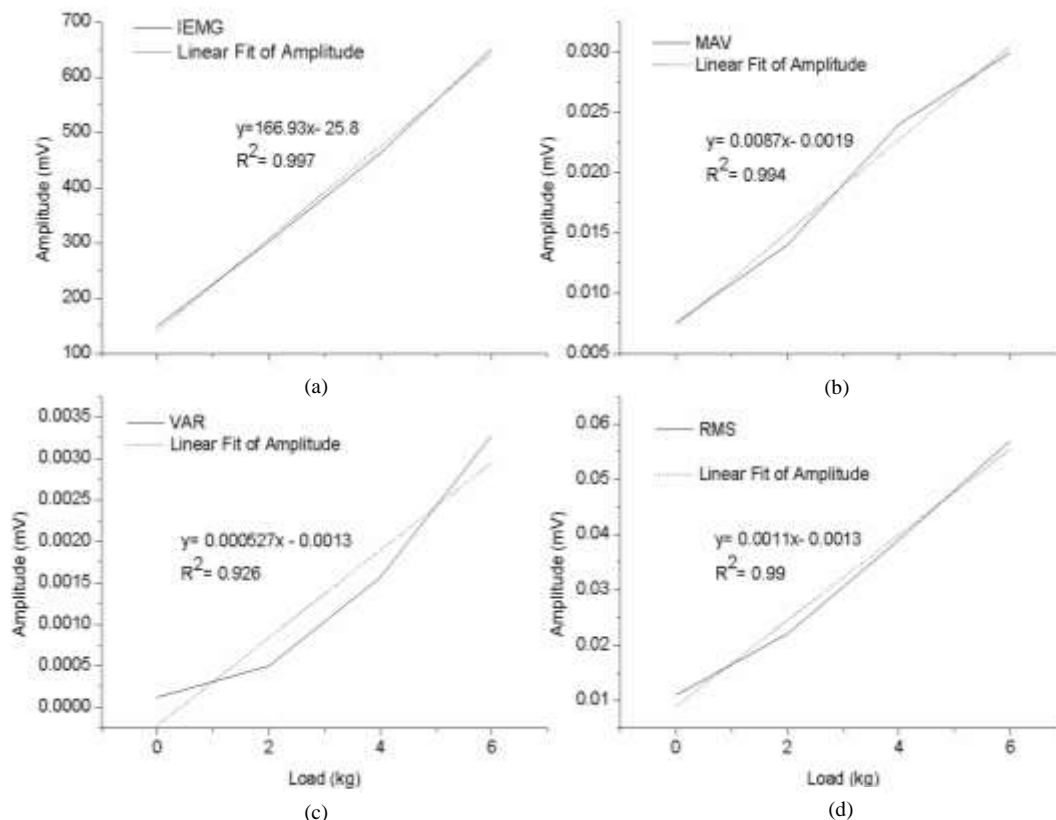 IEMG
Linear Fit of Amplitude
y=166.93x- 25.8
R²= 0.997
Amplitude (mV)
700
600
500
400
300
200
100
(a)
MAV
Linear Fit of Amplitude
y= 0.0087x- 0.0019
R²= 0.994
Amplitude (mV)
0.030
0.025
0.020
0.015
0.010
0.005
(b)
VAR
Linear Fit of Amplitude
y= 0.000527x - 0.0013
R²= 0.926
Amplitude (mV)
0.0035
0.0030
0.0025
0.0020
0.0015
0.0010
0.0005
0.0000
0 2 4 6
Load (kg)
(c)
RMS
Linear Fit of Amplitude
y= 0.0011x- 0.0013
R²= 0.99
Amplitude (mV)
0.06
0.05
0.04
0.03
0.02
0.01
0 2 4 6
Load (kg)
(d)